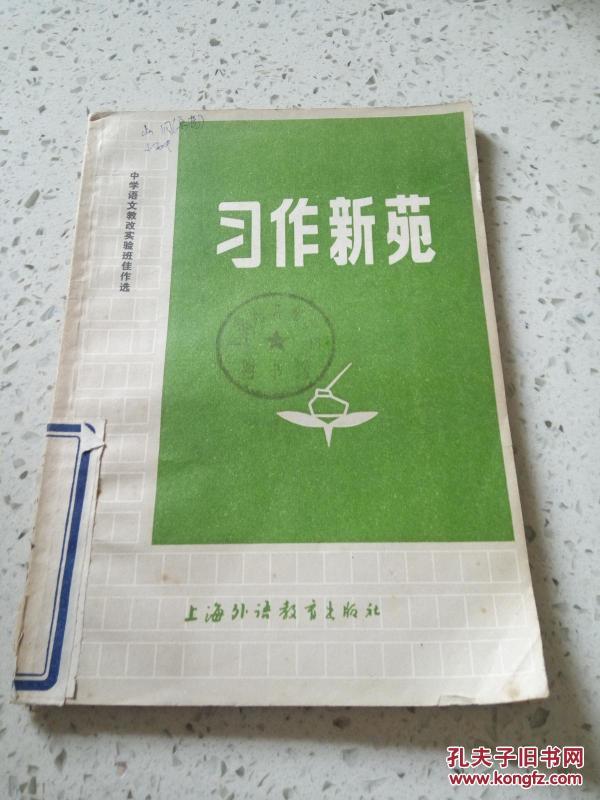 中学语文教改实验班佳作选
习作新苑
上海外语教育出版社
孔夫子旧书网
www.kongfz.com